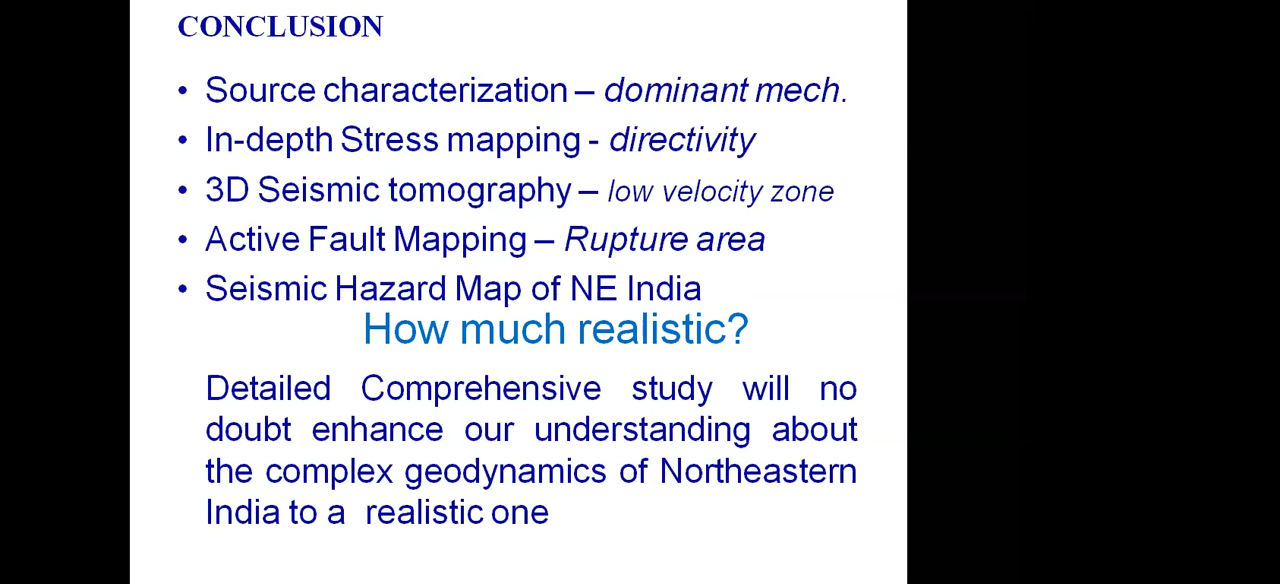 CONCLUSION
• Source characterization – dominant mech.
• In-depth Stress mapping - directivity
• 3D Seismic tomography – low velocity zone
• Active Fault Mapping – Rupture area
• Seismic Hazard Map of NE India
How much realistic?
Detailed Comprehensive study will no
doubt enhance our understanding about
the complex geodynamics of Northeastern
India to a realistic one